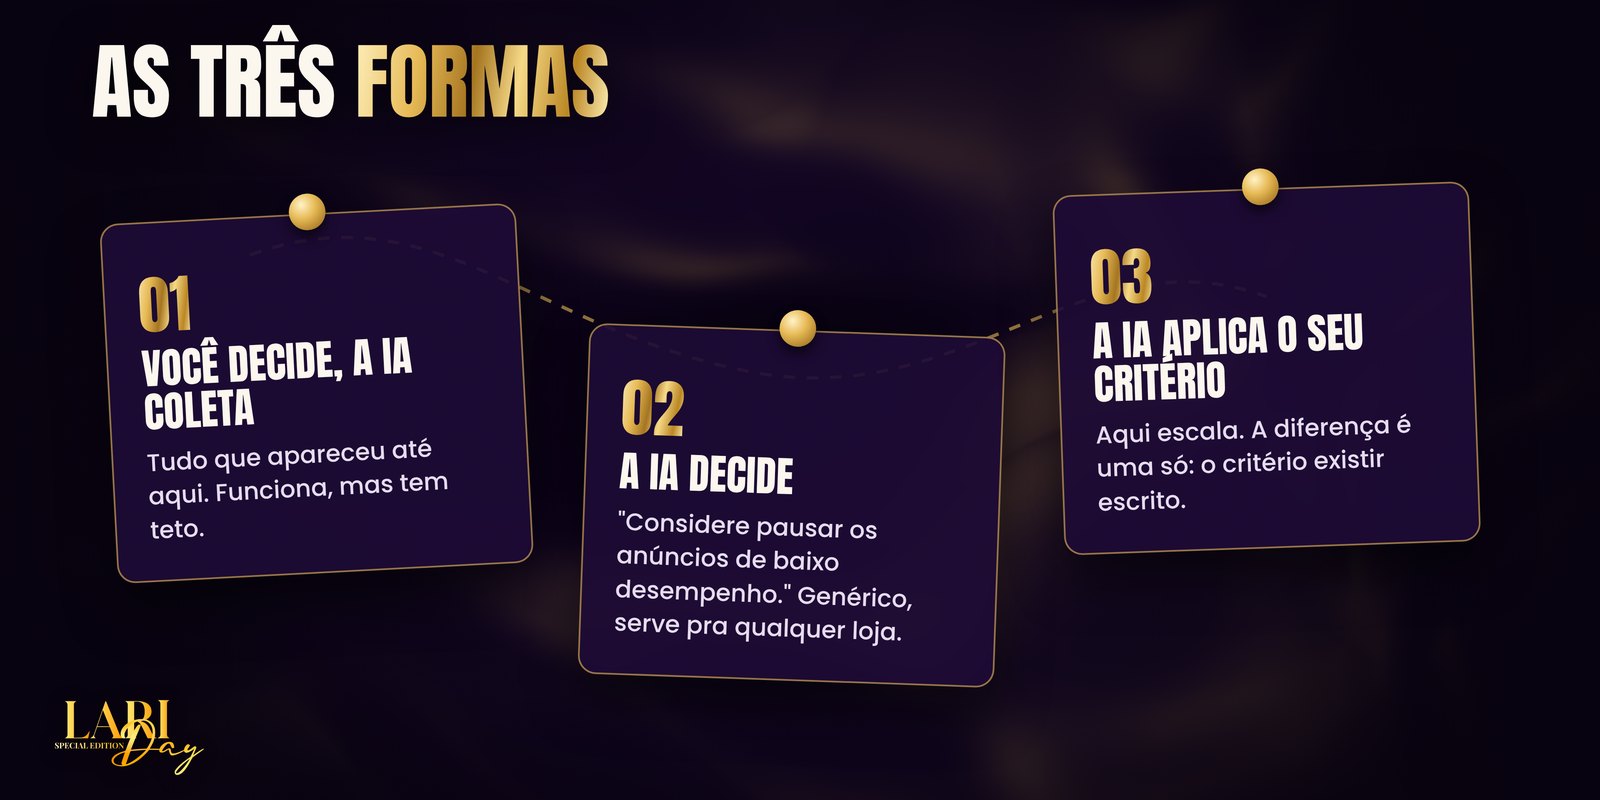 AS TRÊS FORMAS
01
VOCÊ DECIDE, A IA
COLETA
Tudo que apareceu até
aqui. Funciona, mas tem
teto.
02
A IA DECIDE
"Considere pausar os
anúncios de baixo
desempenho." Genérico,
serve pra qualquer loja.
03
A IA APLICA O SEU
CRITÉRIO
Aqui escala. A diferença é
uma só: o critério existir
escrito.
LARI
SPECIAL EDITION
Day